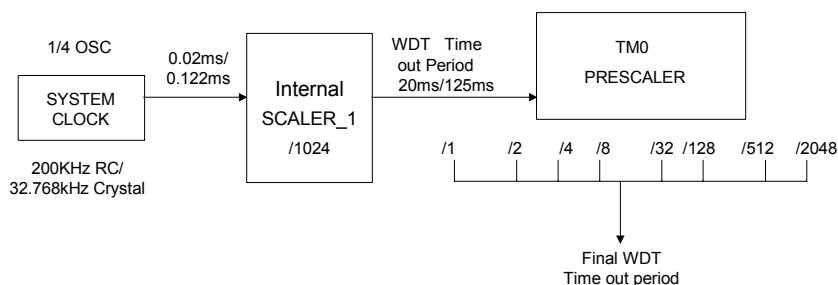 1/4 OSC
SYSTEM
CLOCK
200KHz RC/
32.768kHz Crystal
0.02ms/
0.122ms
Internal
SCALER_1
/1024
WDT Time
out Period
20ms/125ms
TM0
PRESCALER
/1 /2 /4 /8 /32 /128 /512 /2048
Final WDT
Time out period